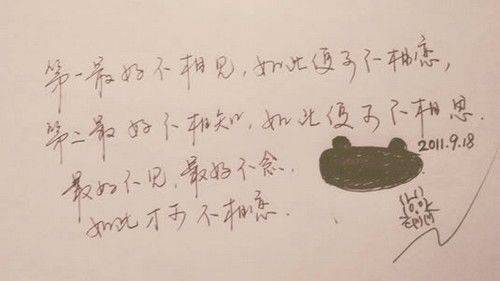 第一最好不相见，如此便可不相恋，
第二最好不相知，如此便可不相思。
最好不见，最好不念．
如此才可不相恋．
2011.9.18